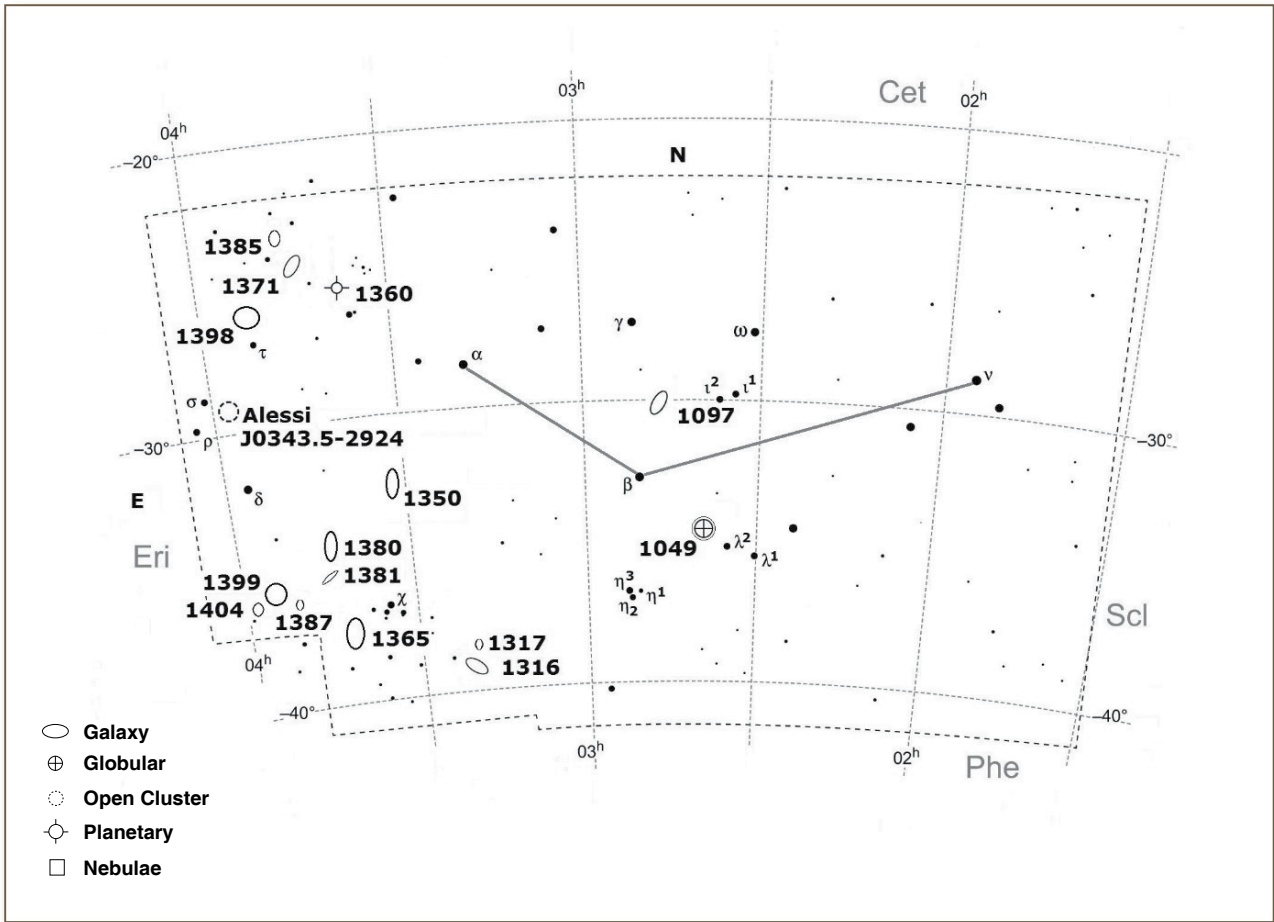 Cet
03h
02h
04h
N
–20°
1385
1371
1360
γ
ω
1398
τ
α
ι2
ι1
ν
σ
Alessi
1097
ρ
J0343.5-2924
–30°
–30°
β
E
δ
1350
Eri
1380
1049
λ2
λ1
1381
1399
η3
η1
1404
χ
η2
1387
1365
1317
Scl
04h
1316
–40°
–40°
03h
02h
Phe
Galaxy
Globular
Open Cluster
Planetary
Nebulae